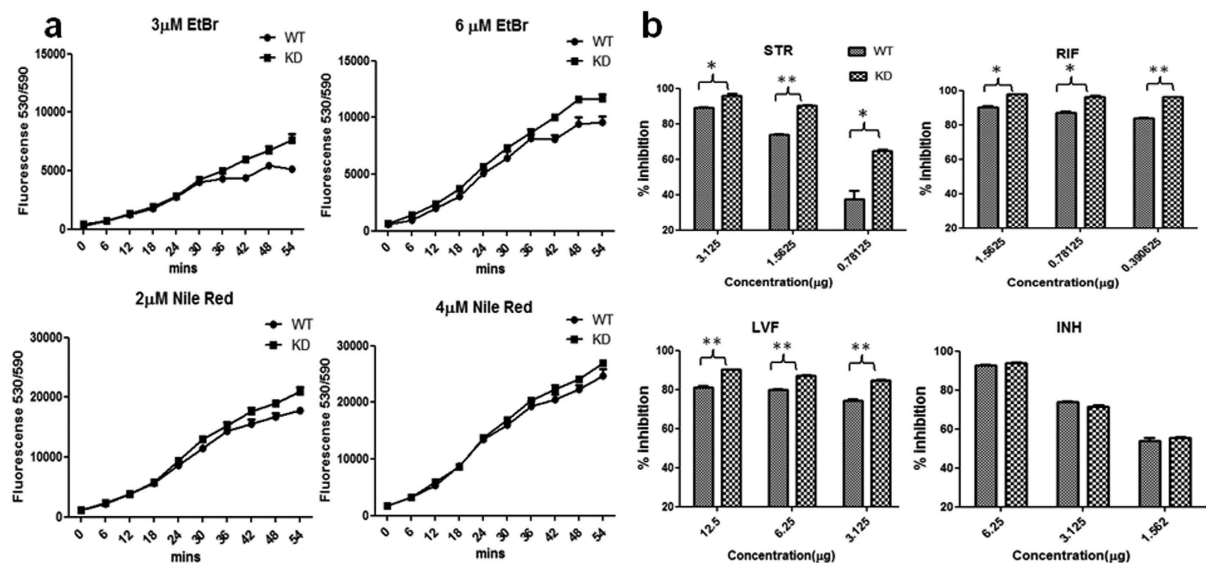 a
3μM EtBr
WT
KD
Fluorescense 530/590
15000
10000
5000
0
0 6 12 18 24 30 36 42 48 54
mins
6 μM EtBr
WT
KD
Fluorescense 530/590
15000
10000
5000
0
0 6 12 18 24 30 36 42 48 54
mins
2μM Nile Red
WT
KD
Fluorescense 530/590
30000
20000
10000
0
0 6 12 18 24 30 36 42 48 54
mins
4μM Nile Red
WT
KD
Fluorescense 530/590
30000
20000
10000
0
0 6 12 18 24 30 36 42 48 54
mins
b
STR
WT
KD
% Inhibition
100
80
60
40
20
* ** *
3.125 1.5625 0.78125
Concentration(μg)
RIF
% Inhibition
100
80
60
40
20
* * **
1.5625 0.78125 0.390625
Concentration(μg)
LVF
% Inhibition
100
80
60
40
20
** ** **
12.5 6.25 3.125
Concentration(μg)
INH
% Inhibition
100
80
60
40
20
6.25 3.125 1.562
Concentration(μg)